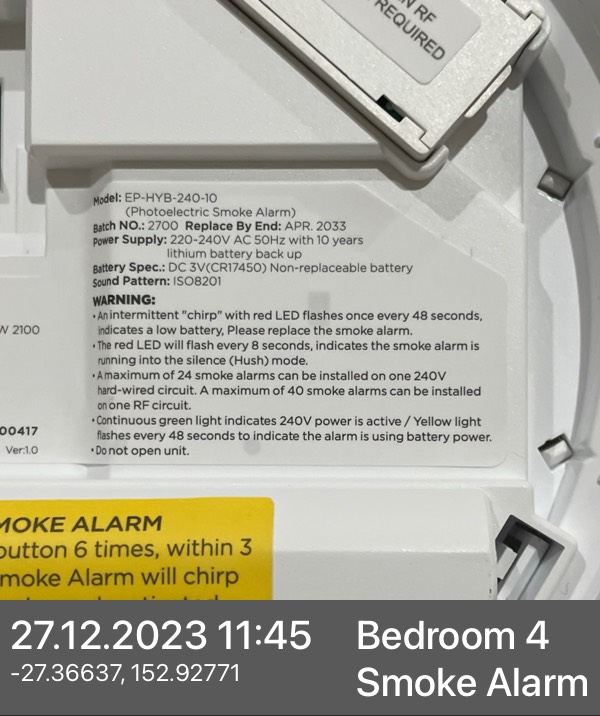 N RF
REQUIRED
Model: EP-HYB-240-10
(Photoelectric Smoke Alarm)
Batch NO.: 2700 Replace By End: APR. 2033
Power Supply: 220-240V AC 50Hz with 10 years
lithium battery back up
Battery Spec.: DC 3V(CR17450) Non-replaceable battery
Sound Pattern: ISO8201
WARNING:
•An intermittent "chirp" with red LED flashes once every 48 seconds,
indicates a low battery, Please replace the smoke alarm.
•The red LED will flash every 8 seconds, indicates the smoke alarm is
running into the silence (Hush) mode.
•A maximum of 24 smoke alarms can be installed on one 240V
hard-wired circuit. A maximum of 40 smoke alarms can be installed
on one RF circuit.
•Continuous green light indicates 240V power is active / Yellow light
flashes every 48 seconds to indicate the alarm is using battery power.
•Do not open unit.
W 2100
00417
Ver:1.0
MOKE ALARM
button 6 times, within 3
moke Alarm will chirp
27.12.2023 11:45
-27.36637, 152.92771
Bedroom 4
Smoke Alarm